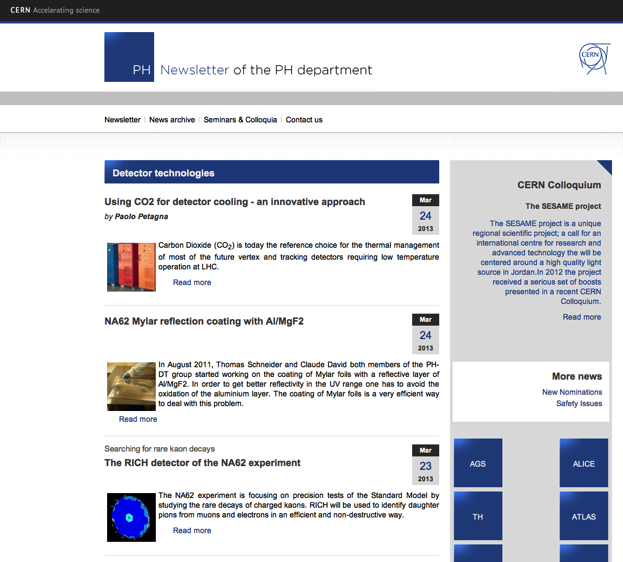 CERN Accelerating science
PH Newsletter of the PH department
CERN
Newsletter News archive Seminars & Colloquia Contact us
Detector technologies
Using CO2 for detector cooling - an innovative approach
by Paolo Petagna
Mar
24
2013
Carbon Dioxide (CO2) is today the reference choice for the thermal management
of most of the future vertex and tracking detectors requiring low temperature
operation at LHC.
Read more
NA62 Mylar reflection coating with Al/MgF2
Mar
24
2013
In August 2011, Thomas Schneider and Claude David both members of the PH-
DT group started working on the coating of Mylar foils with a reflective layer of
Al/MgF2. In order to get better reflectivity in the UV range one has to avoid the
oxidation of the aluminium layer. The coating of Mylar foils is a very efficient way
to deal with this problem.
Read more
Searching for rare kaon decays
The RICH detector of the NA62 experiment
Mar
23
2013
The NA62 experiment is focusing on precision tests of the Standard Model by
studying the rare decays of charged kaons. RICH will be used to identify daughter
pions from muons and electrons in an efficient and non-destructive way.
Read more
CERN Colloquium
The SESAME project
The SESAME project is a unique
regional scientific project; a call for an
international centre for research and
advanced technology the will be
centered around a high quality light
source in Jordan.In 2012 the project
received a serious set of boosts
presented in a recent CERN
Colloquium.
Read more
More news
New Nominations
Safety Issues
AGS ALICE
TH ATLAS